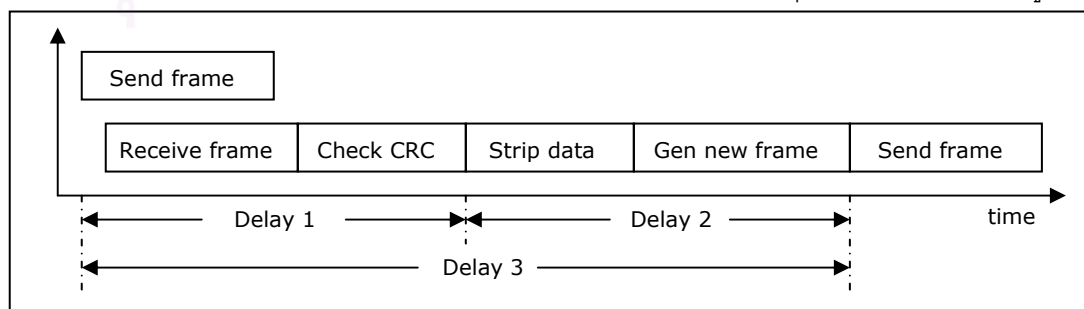 Send frame
Receive frame Check CRC Strip data Gen new frame Send frame
Delay 1 Delay 2 time
Delay 3